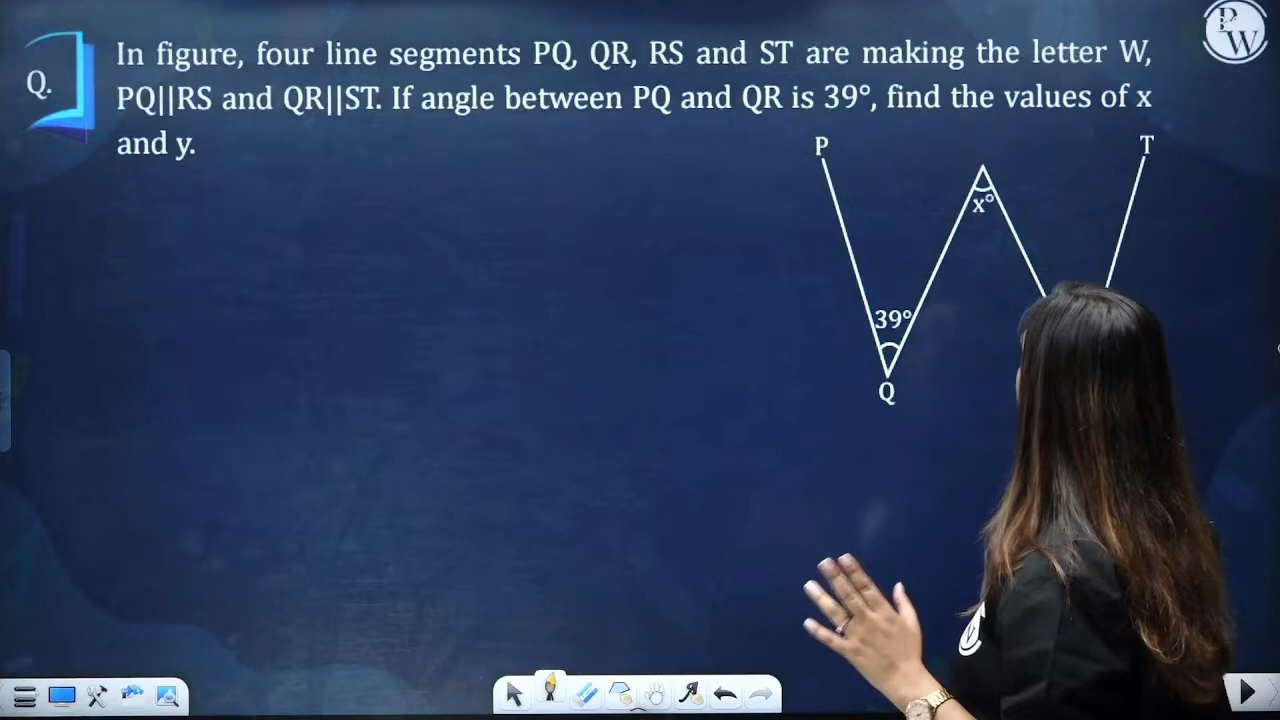 Q.
In figure, four line segments PQ, QR, RS and ST are making the letter W,
PQ||RS and QR||ST. If angle between PQ and QR is 39°, find the values of x
and y.
P
T
x°
39°
Q
P
W